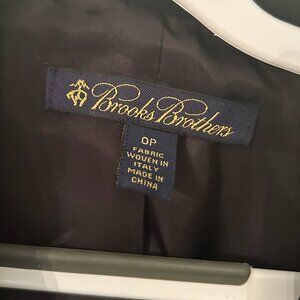 Brooks Brothers
0P
FABRIC
WOVEN IN
ITALY
MADE IN
CHINA